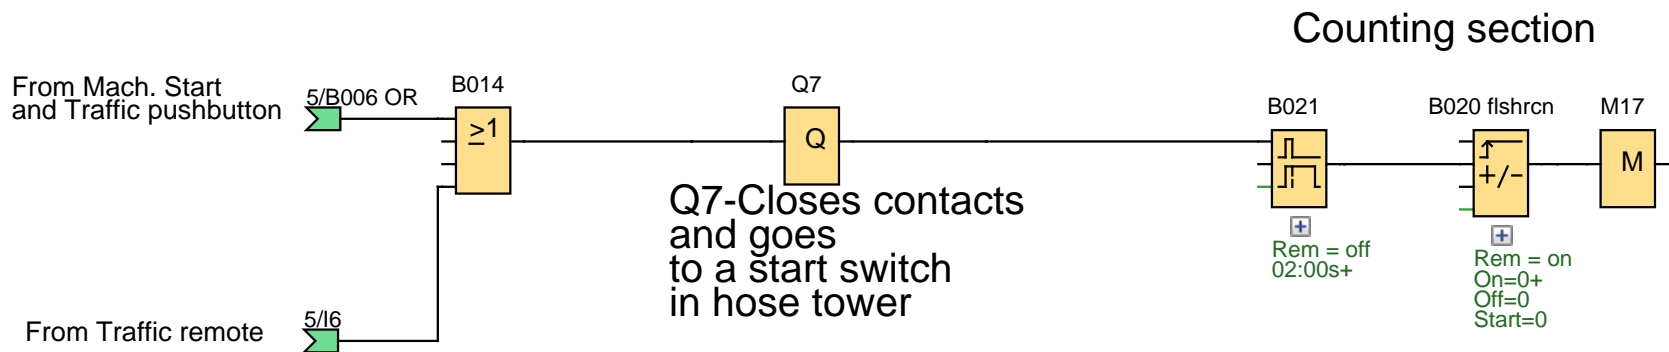 Counting section
From Mach. Start
and Traffic pushbutton
5/B006 OR
B014
≥1
Q7
Q
Q7-Closes contacts
and goes
to a start switch
in hose tower
B021
Rem = off
02:00s+
B020 flshrcn
+/-
Rem = on
On=0+
Off=0
Start=0
M17
M
From Traffic remote
5/I6